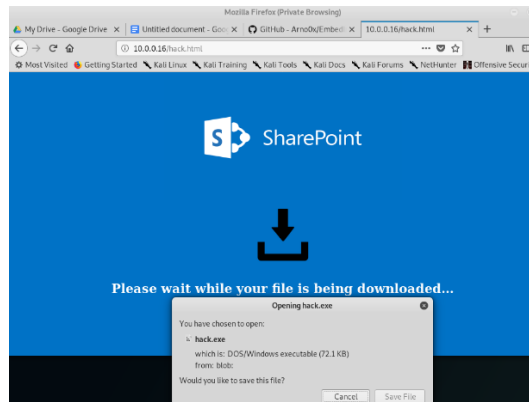 Mozilla Firefox (Private Browsing)
My Drive - Google Drive × Untitled document - Goo × GitHub - Arno0x/Embed × 10.0.0.16/hack.html × +
10.0.0.16/hack.html
Most Visited Getting Started Kali Linux Kali Training Kali Tools Kali Docs Kali Forums NetHunter Offensive Secur
S SharePoint
Please wait while your file is being downloaded...
Opening hack.exe
You have chosen to open:
hack.exe
which is: DOS/Windows executable (72.1 KB)
from: blob:
Would you like to save this file?
Cancel Save File